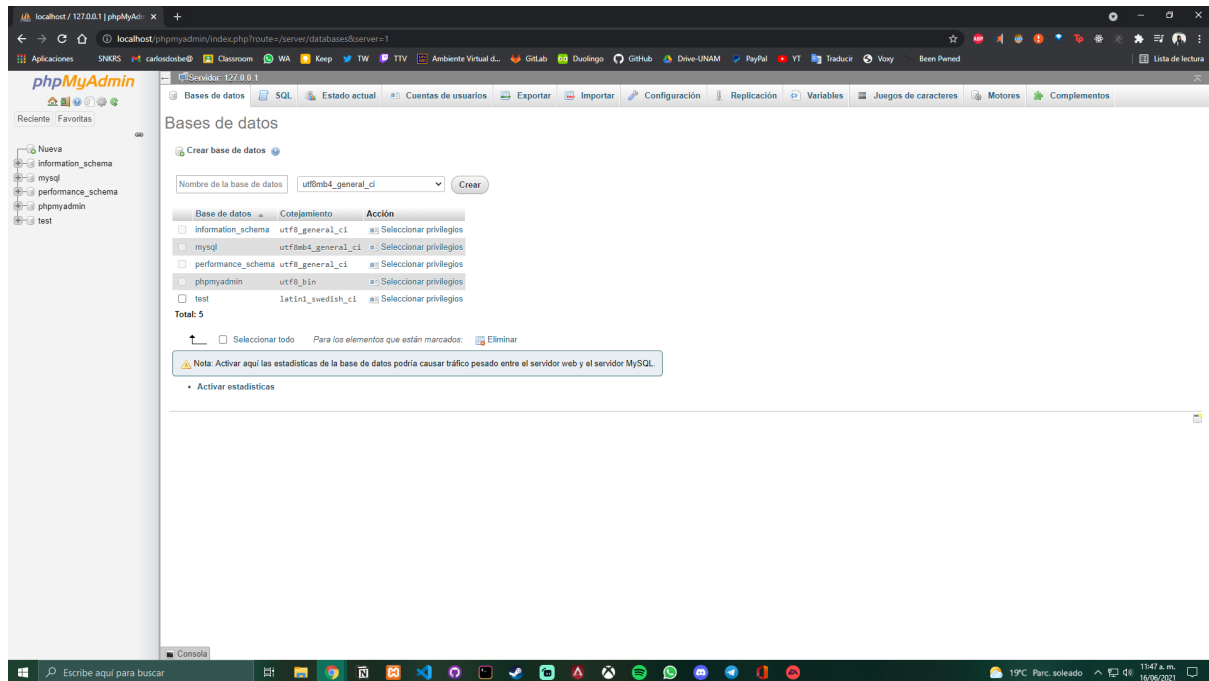 localhost / 127.0.0.1 | phpMyAdm
localhost/phpmyadmin/index.php?route=/server/databases&server=1
Aplicaciones SNKRS carlosdosbe@ Classroom WA Keep TW TTV Ambiente Virtual d... GitLab Duolingo GitHub Drive-UNAM PayPal YT Traducir Voxy Been Pwned Lista de lectura
phpMyAdmin
Reciente Favoritas
Nueva
information_schema
mysql
performance_schema
phpmyadmin
test
Servidor: 127.0.0.1
Bases de datos SQL Estado actual Cuentas de usuarios Exportar Importar Configuración Replicación Variables Juegos de caracteres Motores Complementos
Bases de datos
Crear base de datos
Nombre de la base de datos utf8mb4_general_ci Crear
Base de datos Cotejamiento Acción
information_schema utf8_general_ci Seleccionar privilegios
mysql utf8mb4_general_ci Seleccionar privilegios
performance_schema utf8_general_ci Seleccionar privilegios
phpmyadmin utf8_bin Seleccionar privilegios
test latin1_swedish_ci Seleccionar privilegios
Total: 5
Seleccionar todo Para los elementos que están marcados: Eliminar
Nota: Activar aquí las estadísticas de la base de datos podría causar tráfico pesado entre el servidor web y el servidor MySQL.
Activar estadísticas
Consola
Escribe aquí para buscar
19°C Parc. soleado
11:47 a. m.
16/06/2021